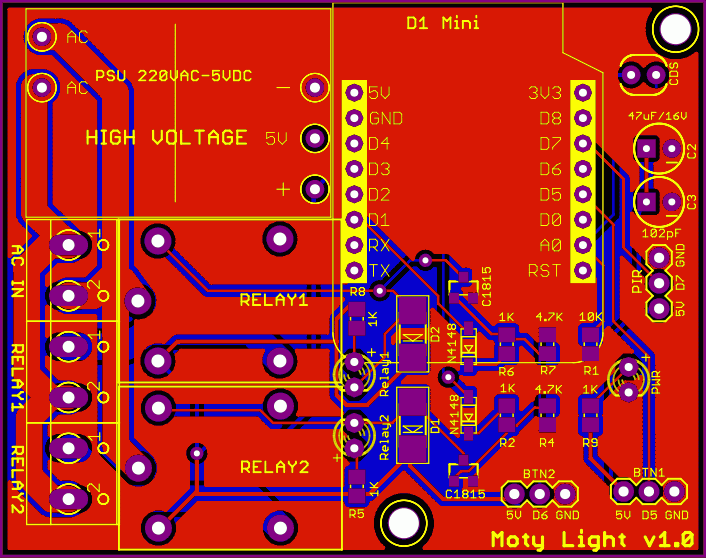 D1 Mini
AC
PSU 220VAC-5VDC
AC
HIGH VOLTAGE
-
5V
+
5V
GND
D4
D3
D2
D1
RX
TX
3V3
D8
D7
D6
D5
D0
A0
RST
CDS
47uF/16V
C2
C3
102pF
PIR
GND
D7
5V
AC IN
1
2
RELAY1
1
2
RELAY2
1
2
RELAY1
RELAY2
R8
1K
+
Relay1
D2
C1815
N4148
1K
R6
4.7K
R7
10K
R1
+
PWR
Relay2
+
D1
N4148
1K
R2
4.7K
R4
1K
R9
1K
R5
C1815
BTN2
5V D6 GND
BTN1
5V D5 GND
Moty Light v1.0